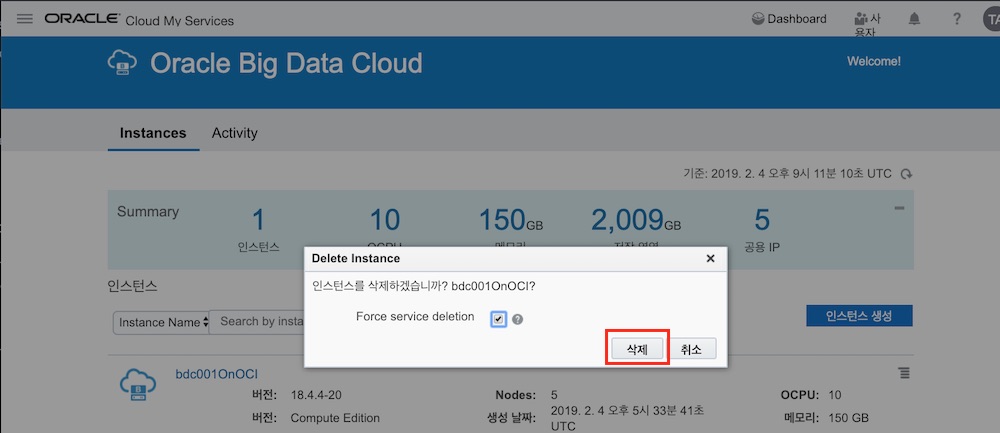 ORACLE® Cloud My Services
Dashboard
사용자
?
TA
Oracle Big Data Cloud
Welcome!
Instances Activity
기준: 2019. 2. 4 오후 9시 11분 10초 UTC
Summary
1 10 150GB 2,009GB 5
인스턴스 OCPU 메모리 저장 영역 공용 IP
Delete Instance
인스턴스를 삭제하겠습니까? bdc001OnOCI?
Force service deletion
?
삭제 취소
인스턴스
Instance Name Search by insta
인스턴스 생성
bdc001OnOCI
버전: 18.4.4-20 Nodes: 5 OCPU: 10
버전: Compute Edition 생성 날짜: 2019. 2. 4 오후 5시 33분 41초 메모리: 150 GB
UTC